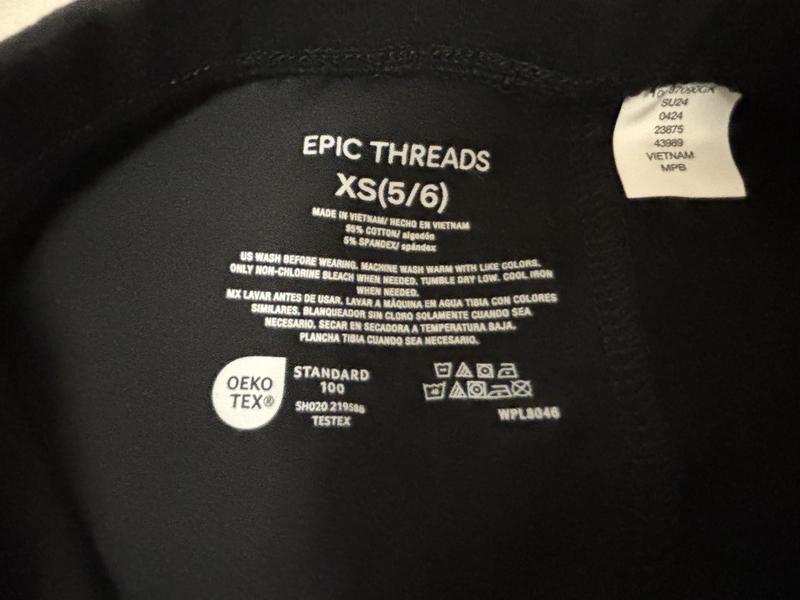 EPIC THREADS
XS(5/6)
MADE IN VIETNAM/ HECHO EN VIETNAM
95% COTTON/ algodón
5% SPANDEX/ spándex
US WASH BEFORE WEARING. MACHINE WASH WARM WITH LIKE COLORS.
ONLY NON-CHLORINE BLEACH WHEN NEEDED. TUMBLE DRY LOW. COOL IRON
WHEN NEEDED.
MX LAVAR ANTES DE USAR. LAVAR A MÁQUINA EN AGUA TIBIA CON COLORES
SIMILARES. BLANQUEADOR SIN CLORO SOLAMENTE CUANDO SEA
NECESARIO. SECAR EN SECADORA A TEMPERATURA BAJA.
PLANCHA TIBIA CUANDO SEA NECESARIO.
OEKO
TEX®
STANDARD
100
SH020 219586
TESTEX
WPL8046
SU24
0424
23875
43989
VIETNAM
MPB